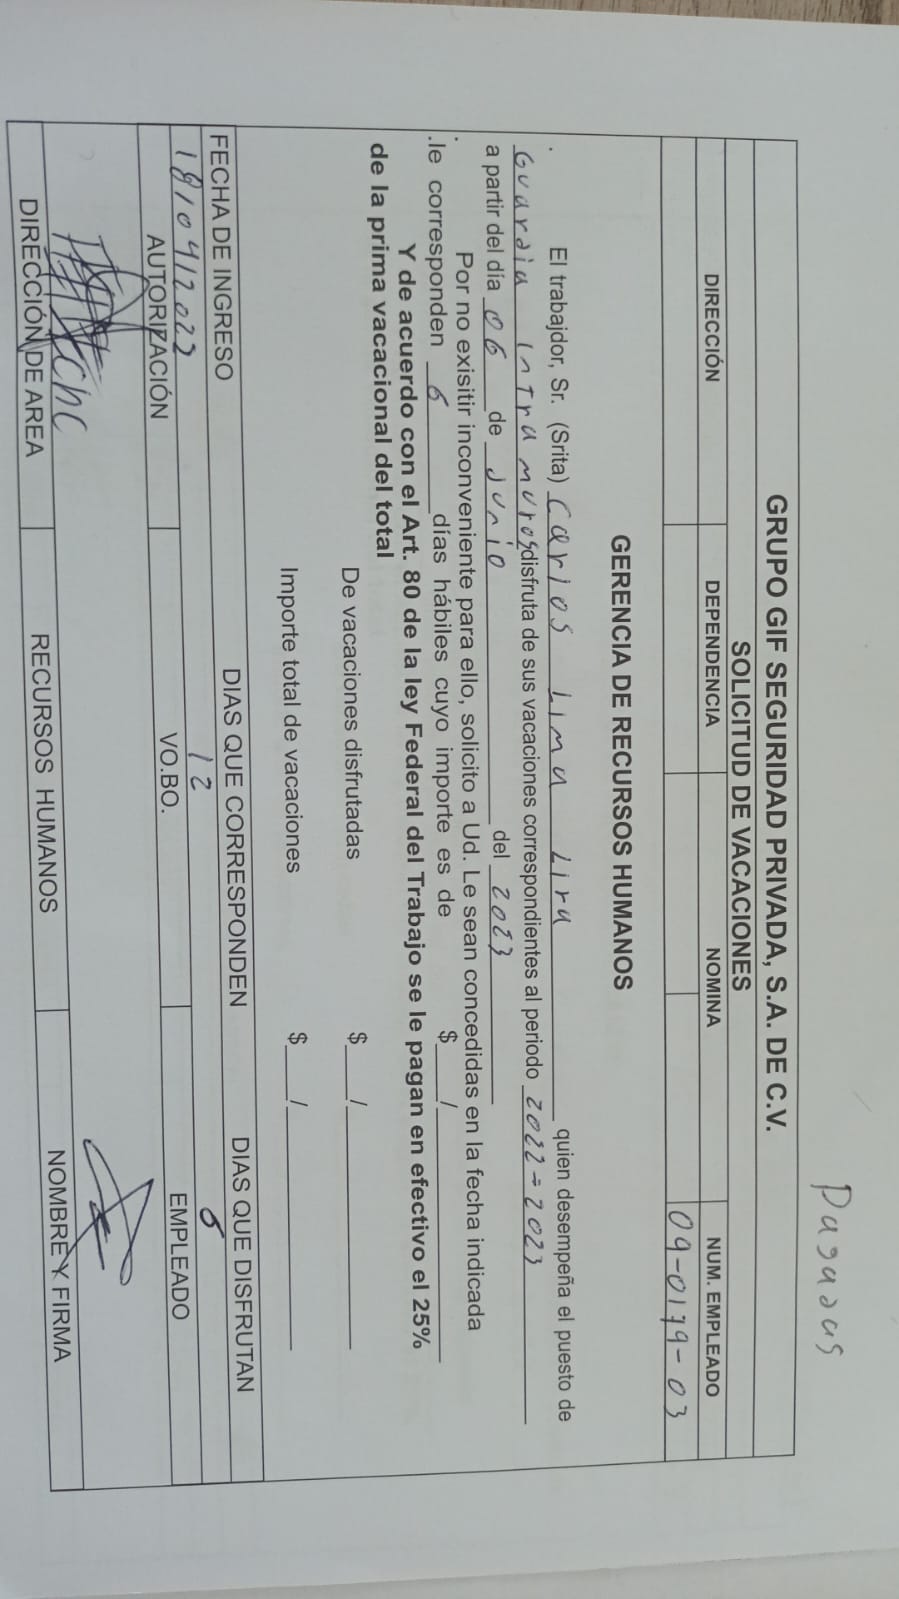 Pagadas
GRUPO GIF SEGURIDAD PRIVADA, S.A. DE C.V.
SOLICITUD DE VACACIONES
DIRECCIÓN DEPENDENCIA NOMINA NUM. EMPLEADO
09-0179-03
GERENCIA DE RECURSOS HUMANOS
El trabajdor, Sr. (Srita) Carlos Lima Lira quien desempeña el puesto de
Guardia intramuros disfruta de sus vacaciones correspondientes al periodo 2022-2023
a partir del día 06 de Junio del 2023
Por no exisitir inconveniente para ello, solicito a Ud. Le sean concedidas en la fecha indicada
.le corresponden 6 días hábiles cuyo importe es de $ /
Y de acuerdo con el Art. 80 de la ley Federal del Trabajo se le pagan en efectivo el 25%
de la prima vacacional del total
De vacaciones disfrutadas $ /
Importe total de vacaciones $ /
FECHA DE INGRESO DIAS QUE CORRESPONDEN DIAS QUE DISFRUTAN
18/04/2022 12 6
AUTORIZACIÓN VO.BO. EMPLEADO
DIRECCIÓN DE AREA RECURSOS HUMANOS NOMBRE Y FIRMA